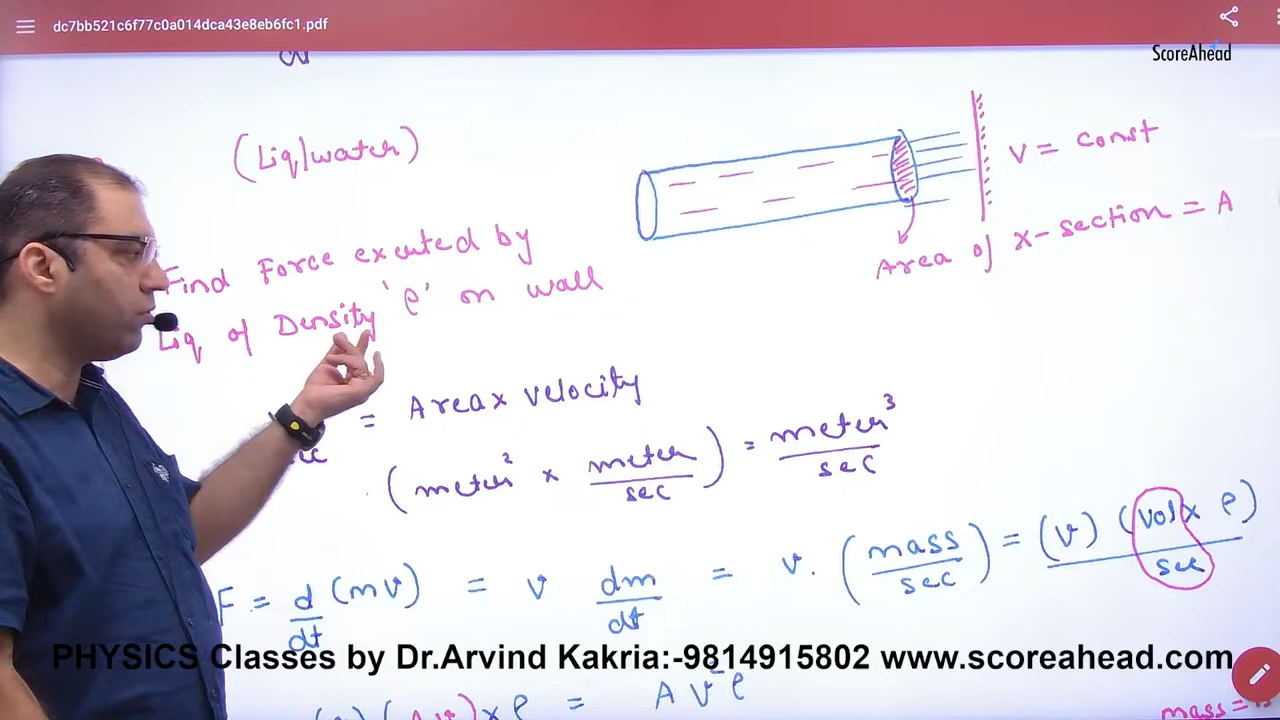 dc7bb521c6f77c0a014dca43e8eb6fc1.pdf
ScoreAhead
(Liq/water)
V = const
Area of x-section = A
Find Force exerted by
Liq of Density 'ρ' on wall
= Area x velocity
sec
(meter² x meter/sec) = meter³/sec
F = d/dt (mv) = v dm/dt = v. (mass/sec) = (v) (vol x ρ)/sec
PHYSICS Classes by Dr.Arvind Kakria:-9814915802 www.scoreahead.com
x ρ = A v² ρ
mass =